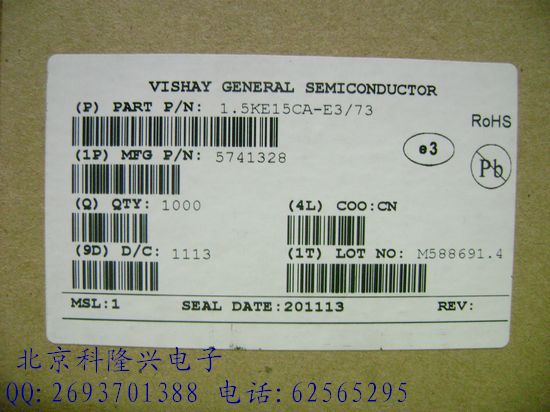 VISHAY GENERAL SEMICONDUCTOR
(P) PART P/N: 1.5KE15CA-E3/73
RoHS
(1P) MFG P/N: 5741328
e3
Pb
(Q) QTY: 1000
(4L) COO:CN
(9D) D/C: 1113
(1T) LOT NO: M588691.4
MSL:1 SEAL DATE:201113 REV:
北京科隆兴电子
QQ:2693701388 电话:62565295